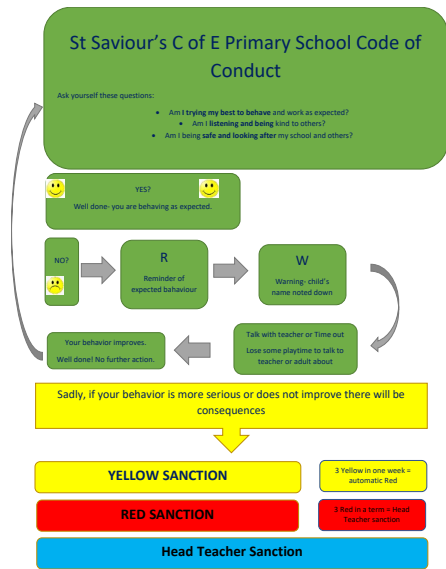 St Saviour's C of E Primary School Code of
Conduct
Ask yourself these questions:
• Am I trying my best to behave and work as expected?
• Am I listening and being kind to others?
• Am I being safe and looking after my school and others?
YES?
Well done- you are behaving as expected.
NO?
R
Reminder of
expected bahaviour
W
Warning- child's
name noted down
Your behavior improves.
Well done! No further action.
Talk with teacher or Time out
Lose some playtime to talk to
teacher or adult about
Sadly, if your behavior is more serious or does not improve there will be
consequences
YELLOW SANCTION
3 Yellow in one week =
automatic Red
RED SANCTION
3 Red in a term = Head
Teacher sanction
Head Teacher Sanction